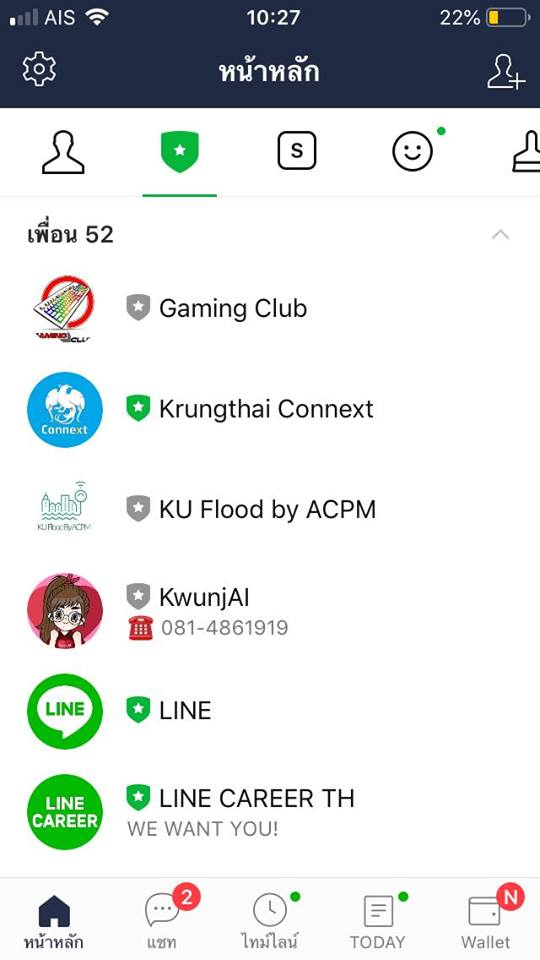 AIS 10:27 22%
หน้าหลัก
S
เพื่อน 52
Gaming Club
Connext
Krungthai Connext
KU Flood By ACPM
KU Flood by ACPM
KwunjAI
081-4861919
LINE
LINE
LINE
CAREER
LINE CAREER TH
WE WANT YOU!
2
N
หน้าหลัก แชท ไทม์ไลน์ TODAY Wallet